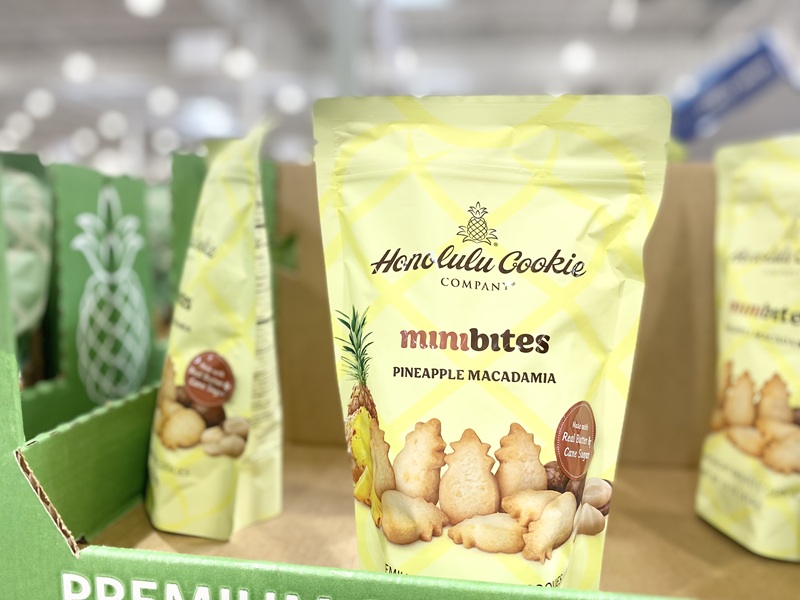 Honolulu Cookie
COMPANY
minibites
PINEAPPLE MACADAMIA
Made with
Real Butter &
Cane Sugar
PREMIUM